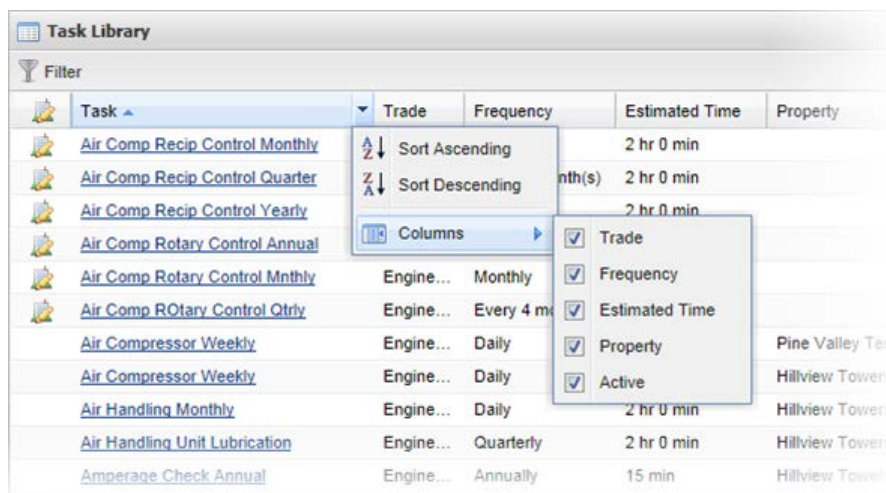 Task Library
Filter
Task Trade Frequency Estimated Time Property
Air Comp Recip Control Monthly 2 hr 0 min
Air Comp Recip Control Quarter nth(s) 2 hr 0 min
Air Comp Recip Control Yearly 2 hr 0 min
Air Comp Rotary Control Annual
Air Comp Rotary Control Mnthly Engine... Monthly
Air Comp ROtary Control Qtrly Engine... Every 4 mo
Air Compressor Weekly Engine... Daily Pine Valley Te
Air Compressor Weekly Engine... Daily Hillview Tower
Air Handling Monthly Engine... Daily 2 hr 0 min Hillview Tower
Air Handling Unit Lubrication Engine... Quarterly 2 hr 0 min Hillview Tower
Amperage Check Annual Engine... Annually 15 min Hillview Tower
Sort Ascending
Sort Descending
Columns
Trade
Frequency
Estimated Time
Property
Active